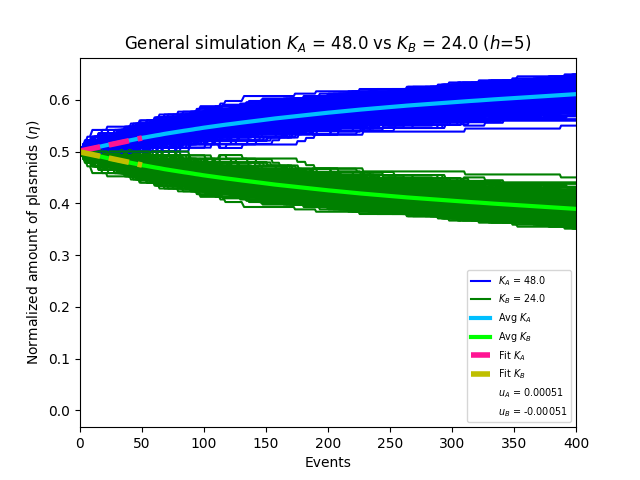 General simulation K_A = 48.0 vs K_B = 24.0 (h=5)
Normalized amount of plasmids (η)
0.6
0.5
0.4
0.3
0.2
0.1
0.0
K_A = 48.0
K_B = 24.0
Avg K_A
Avg K_B
Fit K_A
Fit K_B
u_A = 0.00051
u_B = -0.00051
0 50 100 150 200 250 300 350 400
Events